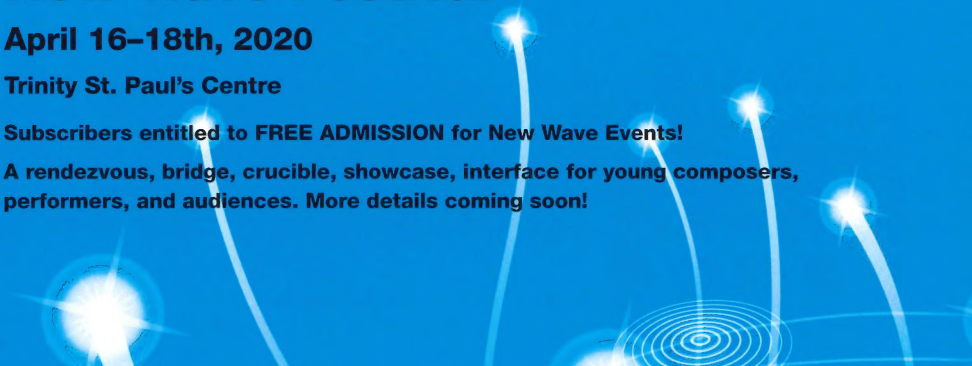 April 16–18th, 2020
Trinity St. Paul's Centre
Subscribers entitled to FREE ADMISSION for New Wave Events!
A rendezvous, bridge, crucible, showcase, interface for young composers,
performers, and audiences. More details coming soon!